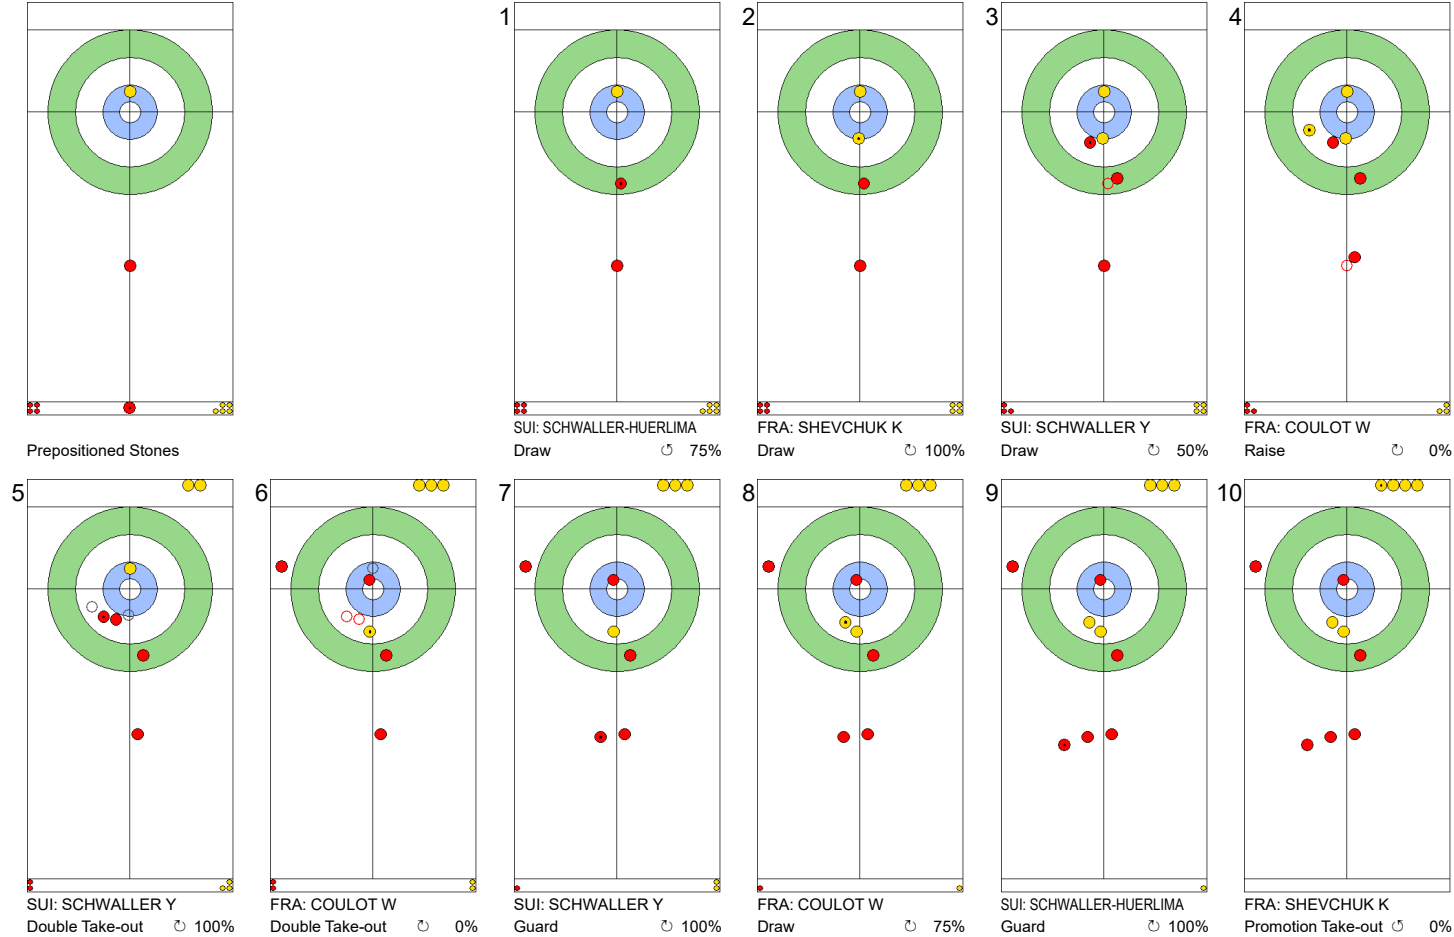 1
2
3
4
Prepositioned Stones
SUI: SCHWALLER-HUERLIMA
Draw 75%
FRA: SHEVCHUK K
Draw 100%
SUI: SCHWALLER Y
Draw 50%
FRA: COULOT W
Raise 0%
5
6
7
8
9
10
SUI: SCHWALLER Y
Double Take-out 100%
FRA: COULOT W
Double Take-out 0%
SUI: SCHWALLER Y
Guard 100%
FRA: COULOT W
Draw 75%
SUI: SCHWALLER-HUERLIMA
Guard 100%
FRA: SHEVCHUK K
Promotion Take-out 0%